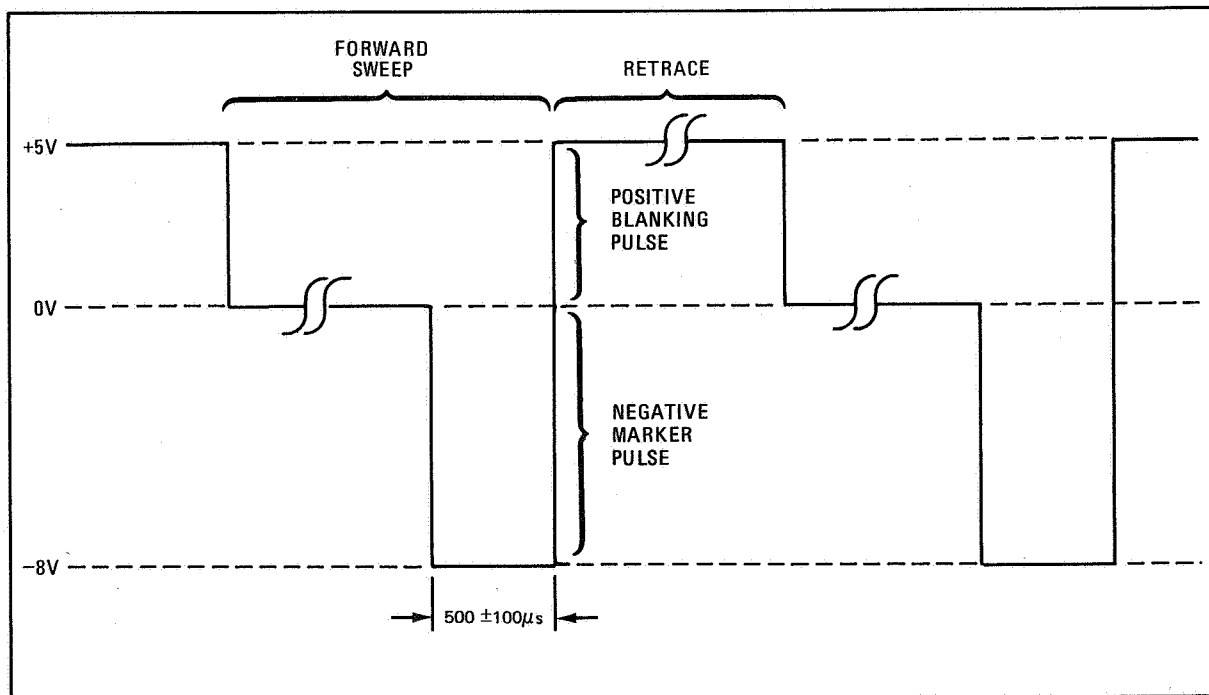 FORWARD
SWEEP
RETRACE
+5V
POSITIVE
BLANKING
PULSE
0V
NEGATIVE
MARKER
PULSE
−8V
500 ±100μs